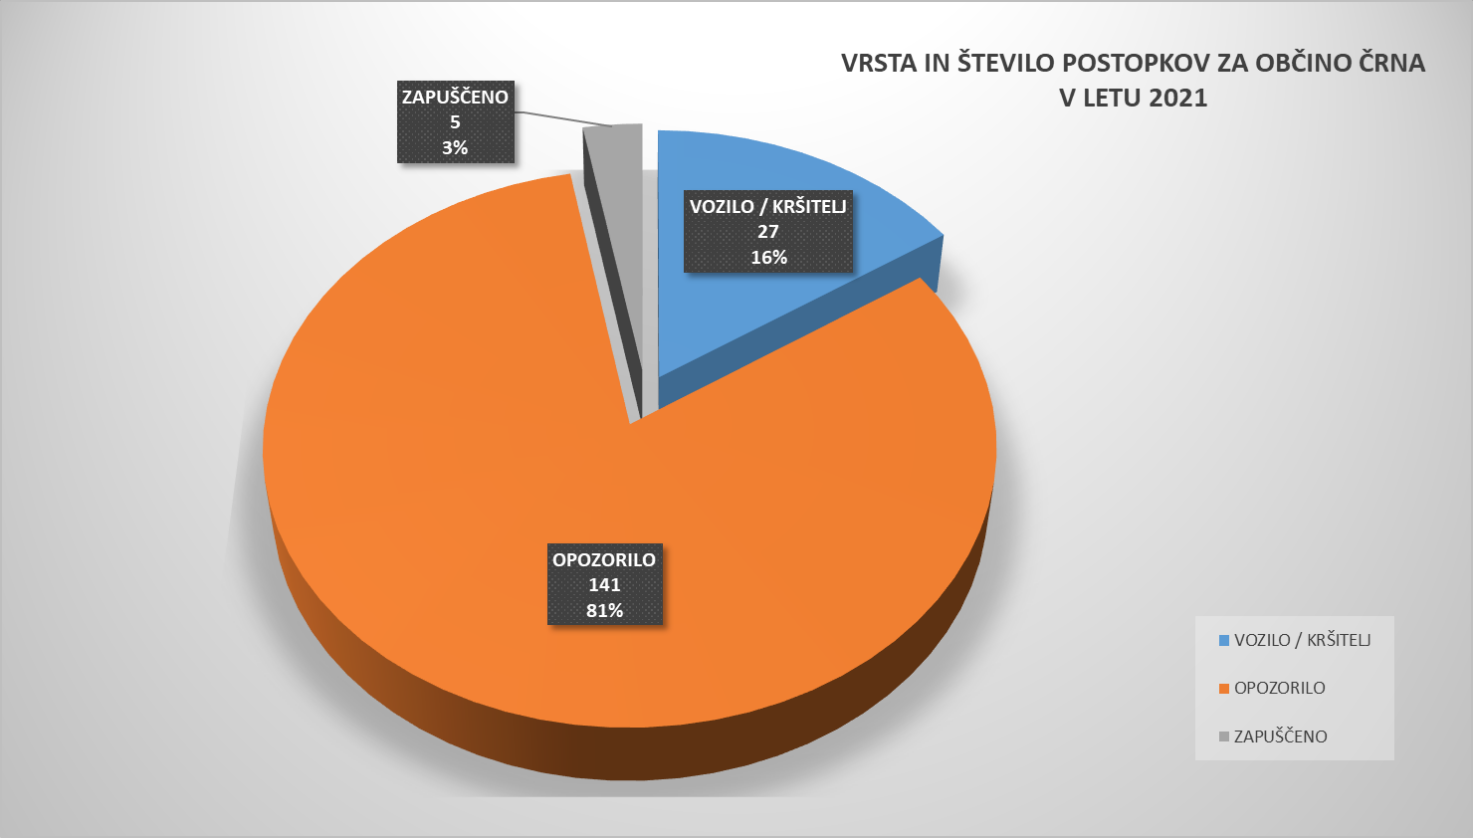 VRSTA IN ŠTEVILO POSTOPKOV ZA OBČINO ČRNA
V LETU 2021
ZAPUŠČENO
5
3%
VOZILO / KRŠITELJ
27
16%
OPOZORILO
141
81%
VOZILO / KRŠITELJ
OPOZORILO
ZAPUŠČENO